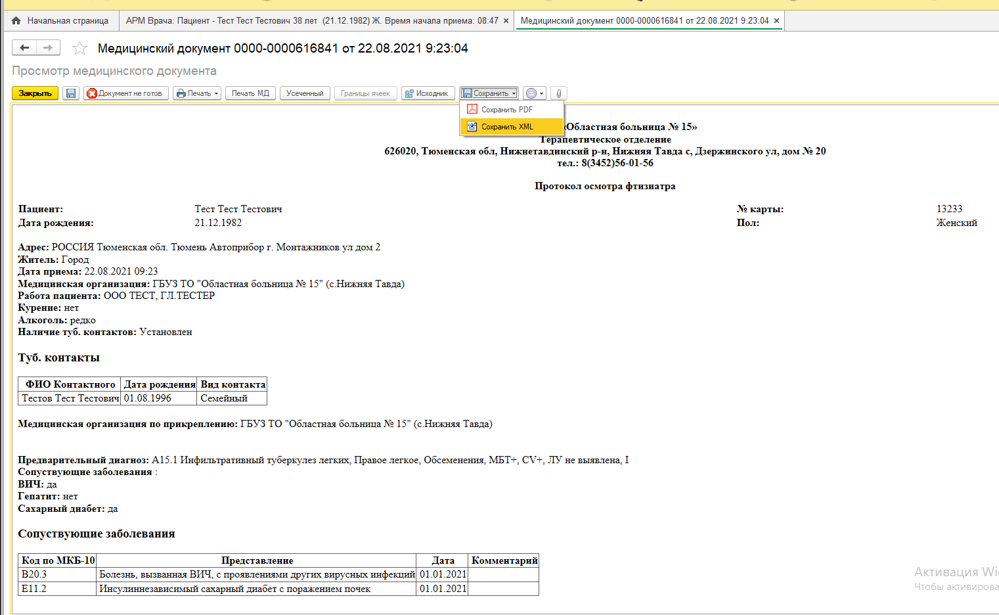 Начальная страница
АРМ Врача: Пациент - Тест Тест Тестович 38 лет (21.12.1982) Ж. Время начала приема: 08:47 ×
Медицинский документ 0000-0000616841 от 22.08.2021 9:23:04 ×
Медицинский документ 0000-0000616841 от 22.08.2021 9:23:04
Просмотр медицинского документа
Закрыть
Документ не готов
Печать
Печать МД
Усеченный
Границы ячеек
Исходник
Сохранить
Сохранить PDF
Сохранить XML
«Областная больница № 15»
Терапевтическое отделение
626020, Тюменская обл, Нижнетавдинский р-н, Нижняя Тавда с, Дзержинского ул, дом № 20
тел.: 8(3452)56-01-56
Протокол осмотра фтизиатра
Пациент: Тест Тест Тестович № карты: 13233
Дата рождения: 21.12.1982 Пол: Женский
Адрес: РОССИЯ Тюменская обл. Тюмень Автоприбор г. Монтажников ул дом 2
Житель: Город
Дата приема: 22.08.2021 09:23
Медицинская организация: ГБУЗ ТО "Областная больница № 15" (с.Нижняя Тавда)
Работа пациента: ООО ТЕСТ, ГЛ.ТЕСТЕР
Курение: нет
Алкоголь: редко
Наличие туб. контактов: Установлен
Туб. контакты
ФИО Контактного Дата рождения Вид контакта
Тестов Тест Тестович 01.08.1996 Семейный
Медицинская организация по прикреплению: ГБУЗ ТО "Областная больница № 15" (с.Нижняя Тавда)
Предварительный диагноз: A15.1 Инфильтративный туберкулез легких, Правое легкое, Обсеменения, МБТ+, CV+, ЛУ не выявлена, I
Сопуствующие заболевания :
ВИЧ: да
Гепатит: нет
Сахарный диабет: да
Сопуствующие заболевания
Код по МКБ-10 Представление Дата Комментарий
B20.3 Болезнь, вызванная ВИЧ, с проявлениями других вирусных инфекций 01.01.2021
E11.2 Инсулиннезависимый сахарный диабет с поражением почек 01.01.2021
Активация Wi
Чтобы активирова